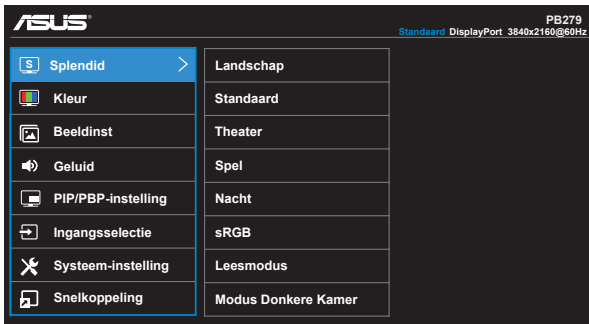 ASUS
PB279
Standaard DisplayPort 3840x2160@60Hz
S Splendid
Kleur
Beeldinst
Geluid
PIP/PBP-instelling
Ingangsselectie
Systeem-instelling
Snelkoppeling
Landschap
Standaard
Theater
Spel
Nacht
sRGB
Leesmodus
Modus Donkere Kamer